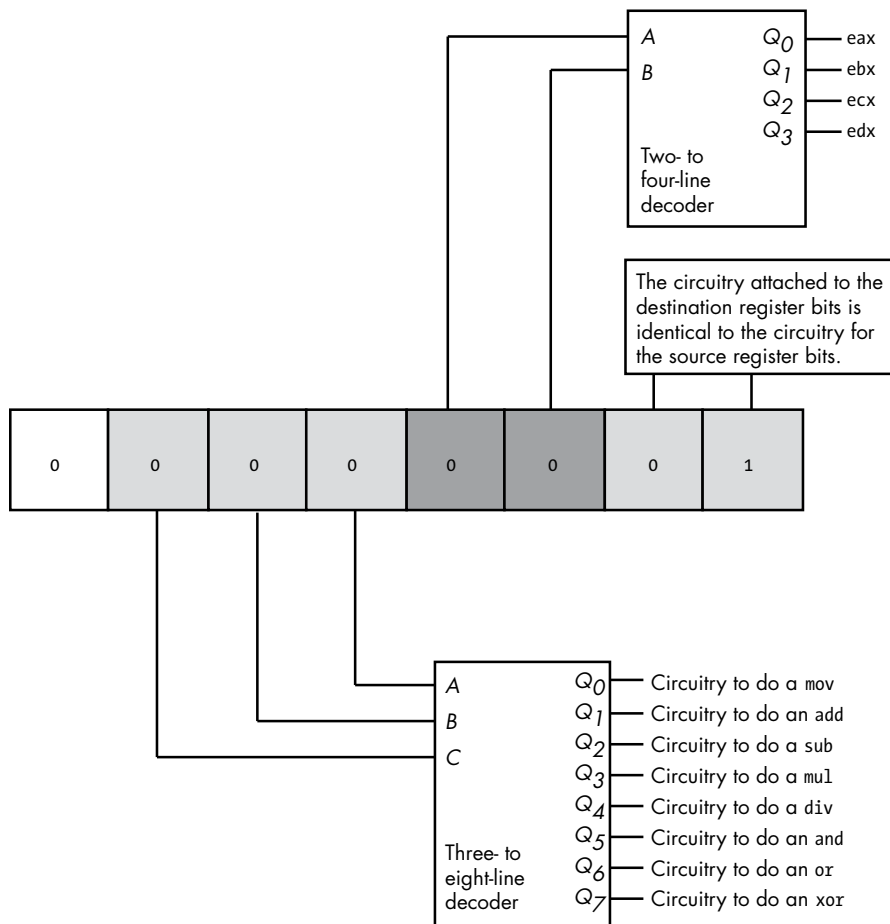 A Q0 eax
B Q1 ebx
Q2 ecx
Q3 edx
Two- to
four-line
decoder
The circuitry attached to the
destination register bits is
identical to the circuitry for
the source register bits.
0 0 0 0 0 0 0 1
A Q0 Circuitry to do a mov
B Q1 Circuitry to do an add
C Q2 Circuitry to do a sub
Q3 Circuitry to do a mul
Q4 Circuitry to do a div
Q5 Circuitry to do an and
Q6 Circuitry to do an or
Q7 Circuitry to do an xor
Three- to
eight-line
decoder